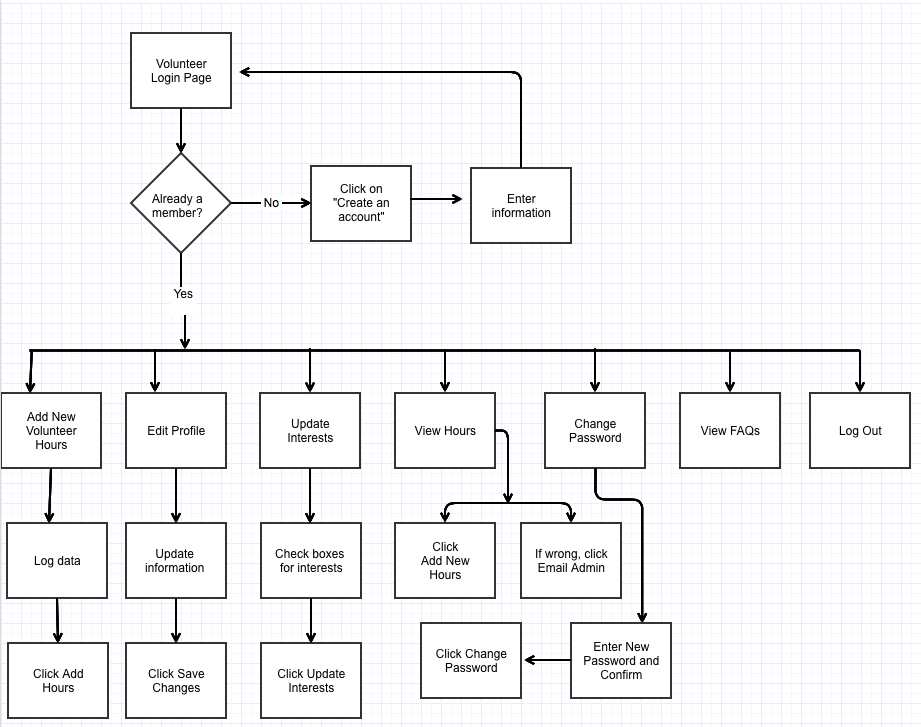 Volunteer
Login Page
Already a
member?
No
Click on
"Create an
account"
Enter
information
Yes
Add New
Volunteer
Hours
Edit Profile
Update
Interests
View Hours
Change
Password
View FAQs
Log Out
Log data
Update
information
Check boxes
for interests
Click
Add New
Hours
If wrong, click
Email Admin
Click Add
Hours
Click Save
Changes
Click Update
Interests
Click Change
Password
Enter New
Password and
Confirm